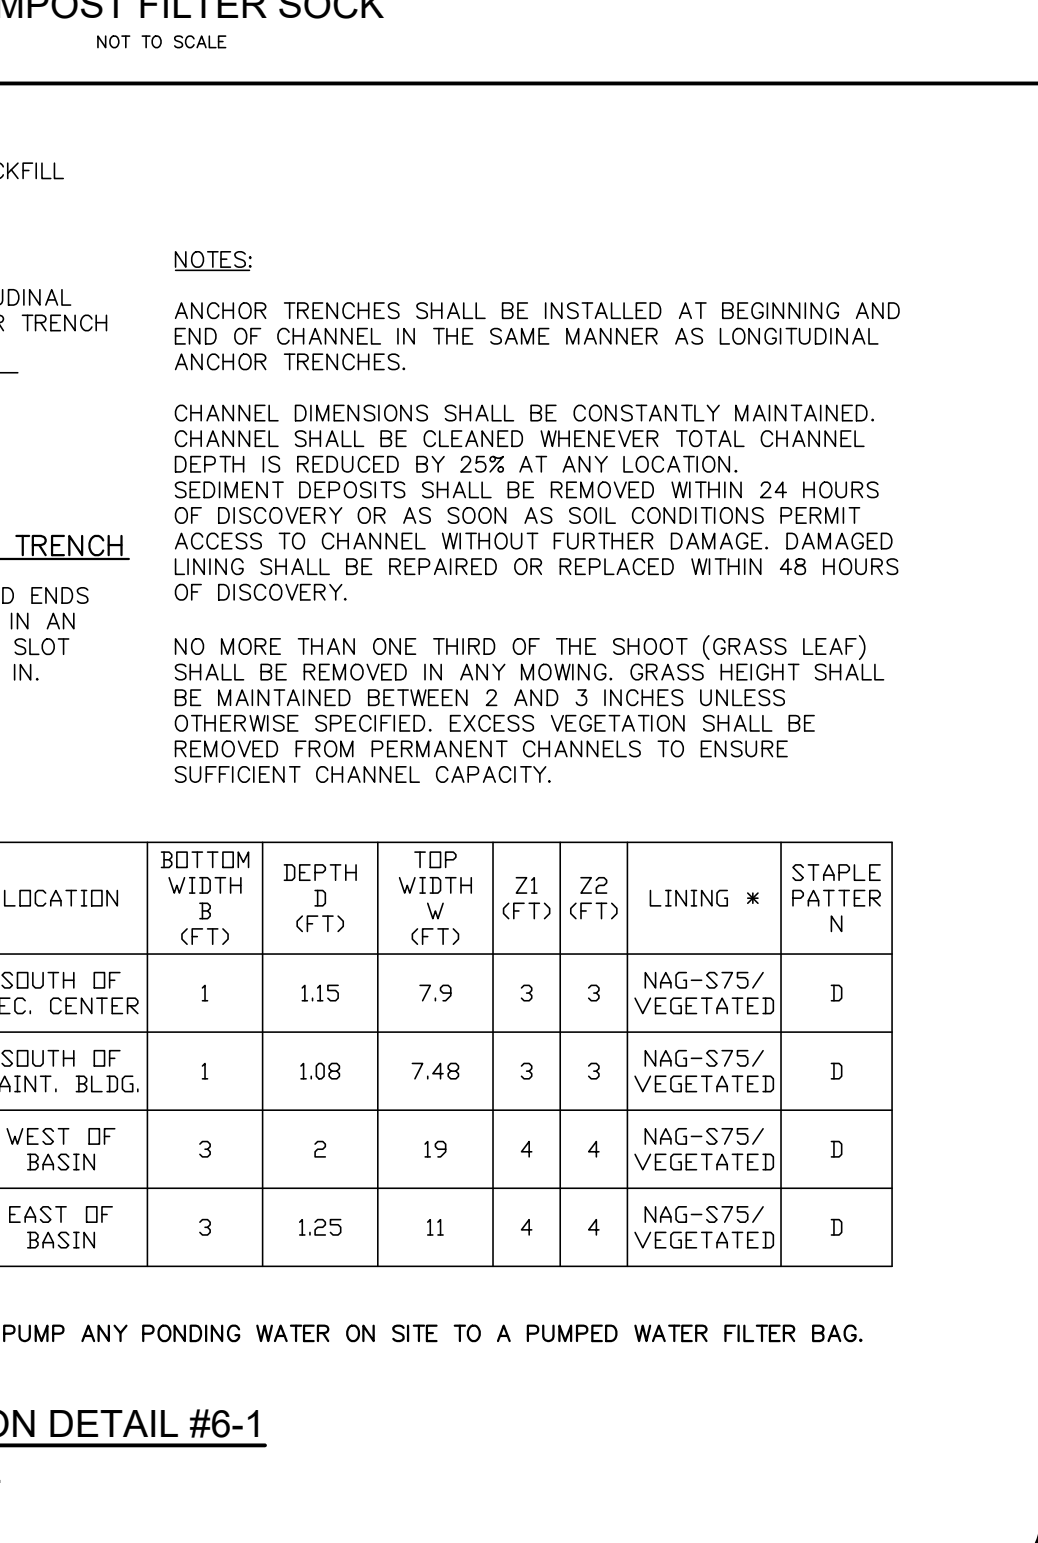 MPOST FILTER SOCK
NOT TO SCALE
CKFILL
UDINAL
R TRENCH
TRENCH
D ENDS
IN AN
SLOT
IN.
NOTES:
ANCHOR TRENCHES SHALL BE INSTALLED AT BEGINNING AND
END OF CHANNEL IN THE SAME MANNER AS LONGITUDINAL
ANCHOR TRENCHES.
CHANNEL DIMENSIONS SHALL BE CONSTANTLY MAINTAINED.
CHANNEL SHALL BE CLEANED WHENEVER TOTAL CHANNEL
DEPTH IS REDUCED BY 25% AT ANY LOCATION.
SEDIMENT DEPOSITS SHALL BE REMOVED WITHIN 24 HOURS
OF DISCOVERY OR AS SOON AS SOIL CONDITIONS PERMIT
ACCESS TO CHANNEL WITHOUT FURTHER DAMAGE. DAMAGED
LINING SHALL BE REPAIRED OR REPLACED WITHIN 48 HOURS
OF DISCOVERY.
NO MORE THAN ONE THIRD OF THE SHOOT (GRASS LEAF)
SHALL BE REMOVED IN ANY MOWING. GRASS HEIGHT SHALL
BE MAINTAINED BETWEEN 2 AND 3 INCHES UNLESS
OTHERWISE SPECIFIED. EXCESS VEGETATION SHALL BE
REMOVED FROM PERMANENT CHANNELS TO ENSURE
SUFFICIENT CHANNEL CAPACITY.
LOCATION
BOTTOM
WIDTH
B
(FT)
DEPTH
D
(FT)
TOP
WIDTH
W
(FT)
Z1
(FT)
Z2
(FT)
LINING *
STAPLE
PATTER
N
SOUTH OF
EC. CENTER
1
1.15
7.9
3
3
NAG-S75/
VEGETATED
D
SOUTH OF
AINT. BLDG.
1
1.08
7.48
3
3
NAG-S75/
VEGETATED
D
WEST OF
BASIN
3
2
19
4
4
NAG-S75/
VEGETATED
D
EAST OF
BASIN
3
1.25
11
4
4
NAG-S75/
VEGETATED
D
PUMP ANY PONDING WATER ON SITE TO A PUMPED WATER FILTER BAG.
ON DETAIL #6-1